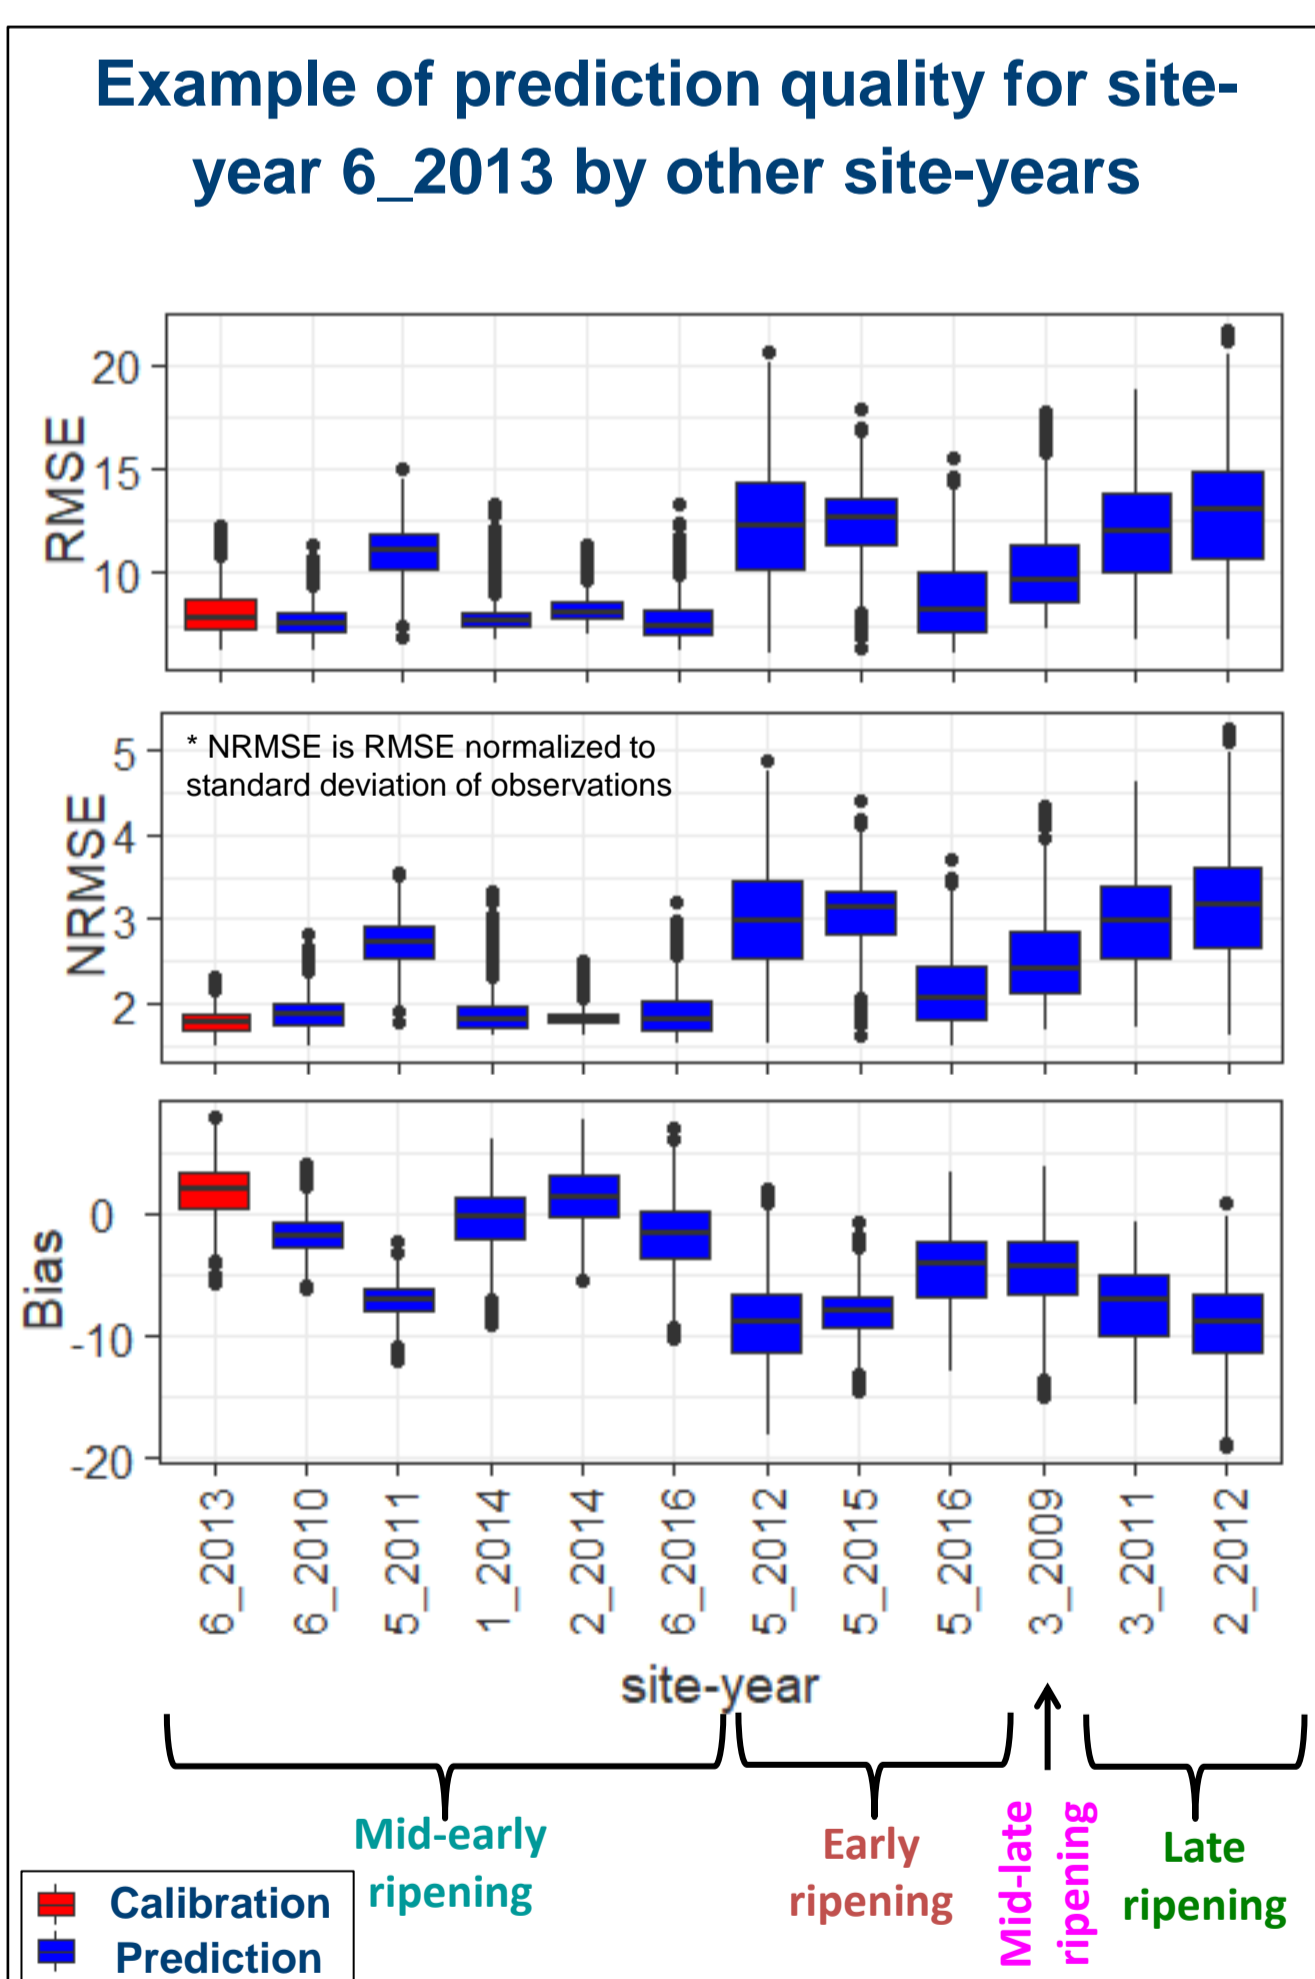 Example of prediction quality for site-
year 6_2013 by other site-years
RMSE
20
15
10
NRMSE
* NRMSE is RMSE normalized to
standard deviation of observations
5
4
3
2
Bias
0
-10
-20
6_2013
6_2010
5_2011
1_2014
2_2014
6_2016
5_2012
5_2015
5_2016
3_2009
3_2011
2_2012
site-year
Mid-early
ripening
Early
ripening
Mid-late
ripening
Late
ripening
Calibration
Prediction